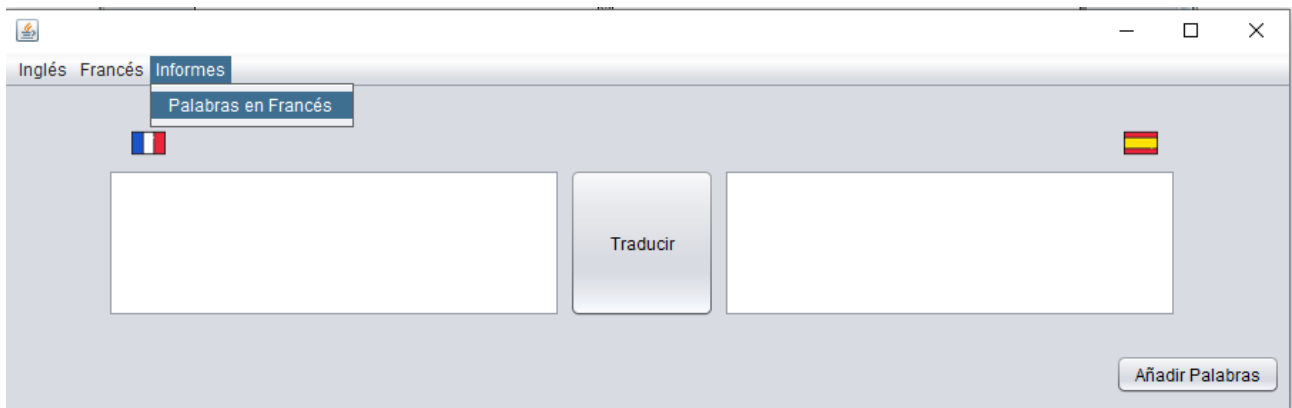 Inglés Francés Informes
Palabras en Francés
Traducir
Añadir Palabras